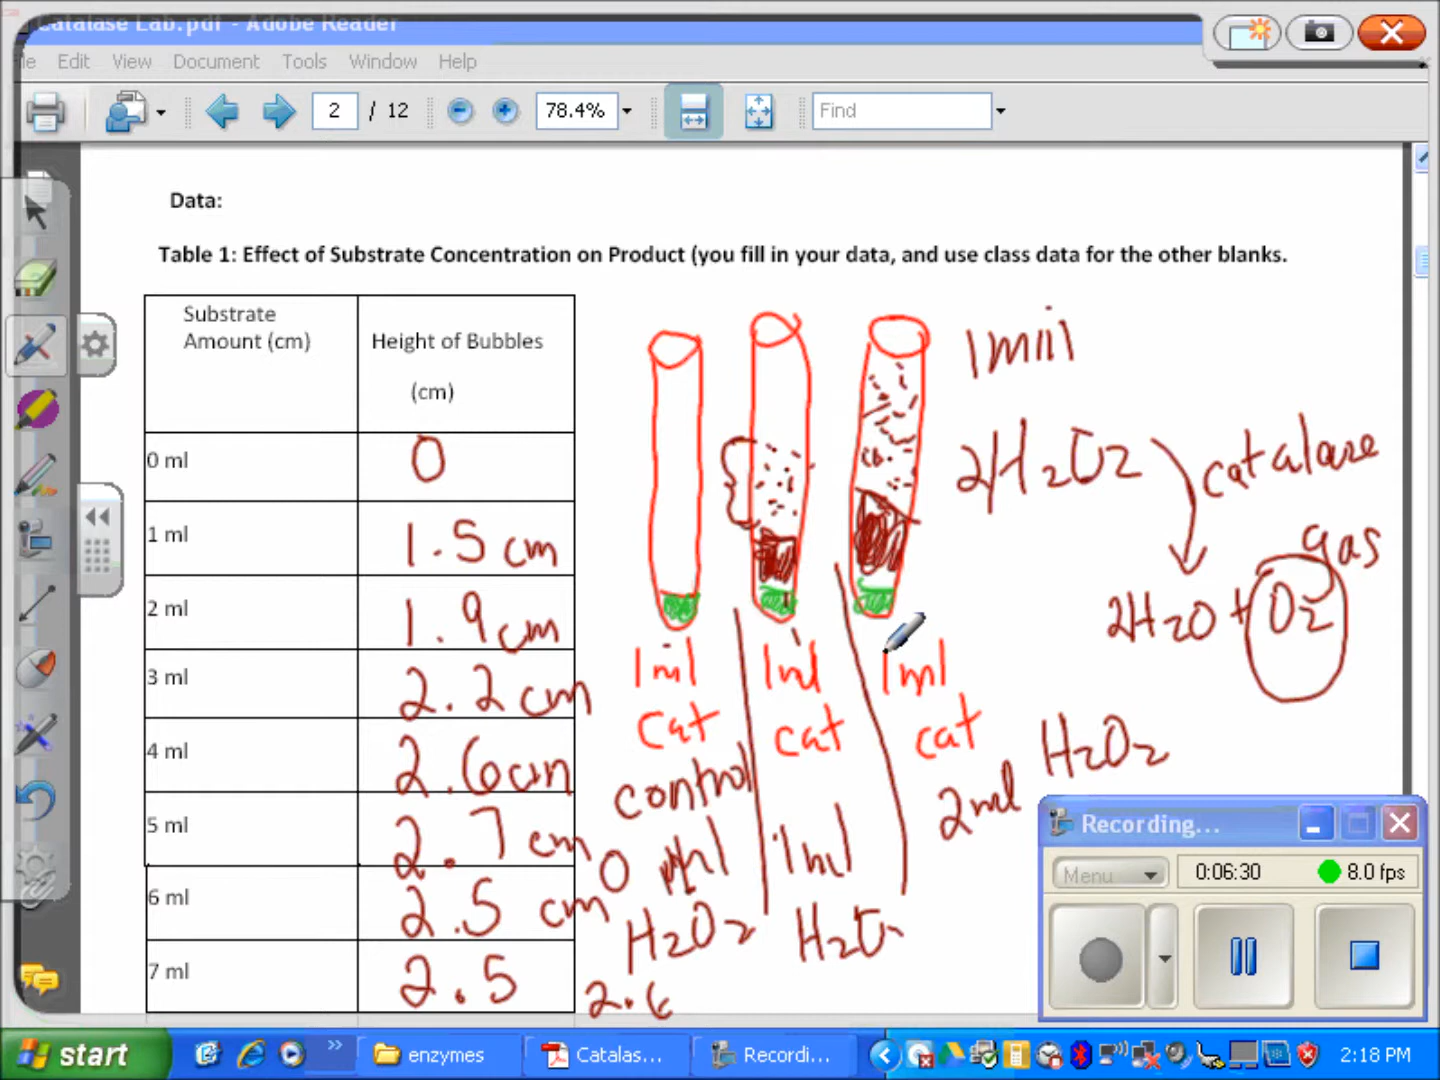 Catalase Lab.pdf - Adobe Reader
Edit View Document Tools Window Help
2 / 12 78.4% Find
Data:
Table 1: Effect of Substrate Concentration on Product (you fill in your data, and use class data for the other blanks.
Substrate Amount (cm) Height of Bubbles (cm)
0 ml 0
1 ml 1.5 cm
2 ml 1.9 cm
3 ml 2.2 cm
4 ml 2.6 cm
5 ml 2.7 cm
6 ml 2.5 cm
7 ml 2.5
2.6
1ml cat control 0 ml H2O2
1ml cat 1ml H2O2
1ml cat 2ml H2O2
2H2O2
catalase
gas
2H2O + O2
Recording...
Menu 0:06:30 8.0 fps
start enzymes Catalas... Recordi... 2:18 PM